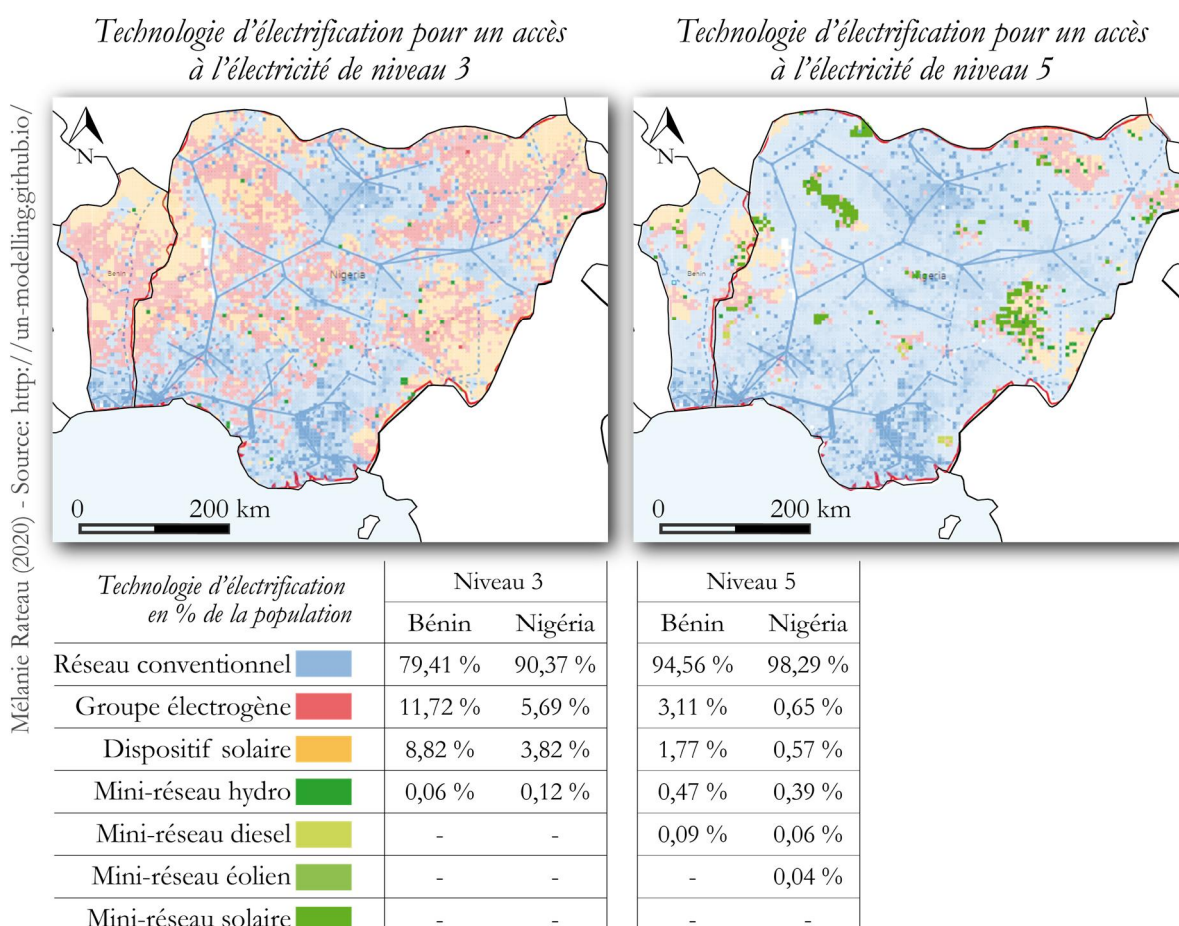 Technologie d'électrification pour un accès
à l'électricité de niveau 3
Technologie d'électrification pour un accès
à l'électricité de niveau 5
Mélanie Rateau (2020) - Source: http://un-modelling.github.io/
N
Bénin
Nigéria
0 200 km
N
Bénin
Nigéria
0 200 km
Technologie d'électrification
en % de la population
Niveau 3 Niveau 5
Bénin Nigéria Bénin Nigéria
Réseau conventionnel 79,41 % 90,37 % 94,56 % 98,29 %
Groupe électrogène 11,72 % 5,69 % 3,11 % 0,65 %
Dispositif solaire 8,82 % 3,82 % 1,77 % 0,57 %
Mini-réseau hydro 0,06 % 0,12 % 0,47 % 0,39 %
Mini-réseau diesel - - 0,09 % 0,06 %
Mini-réseau éolien - - - 0,04 %
Mini-réseau solaire - - - -